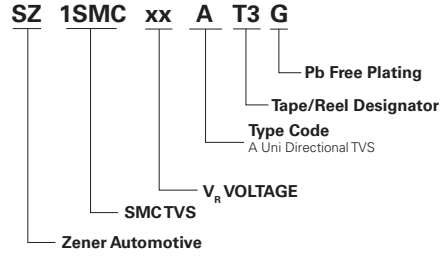 SZ 1SMC xx A T3 G
Pb Free Plating
Tape/Reel Designator
Type Code
A Uni Directional TVS
VR VOLTAGE
SMC TVS
Zener Automotive